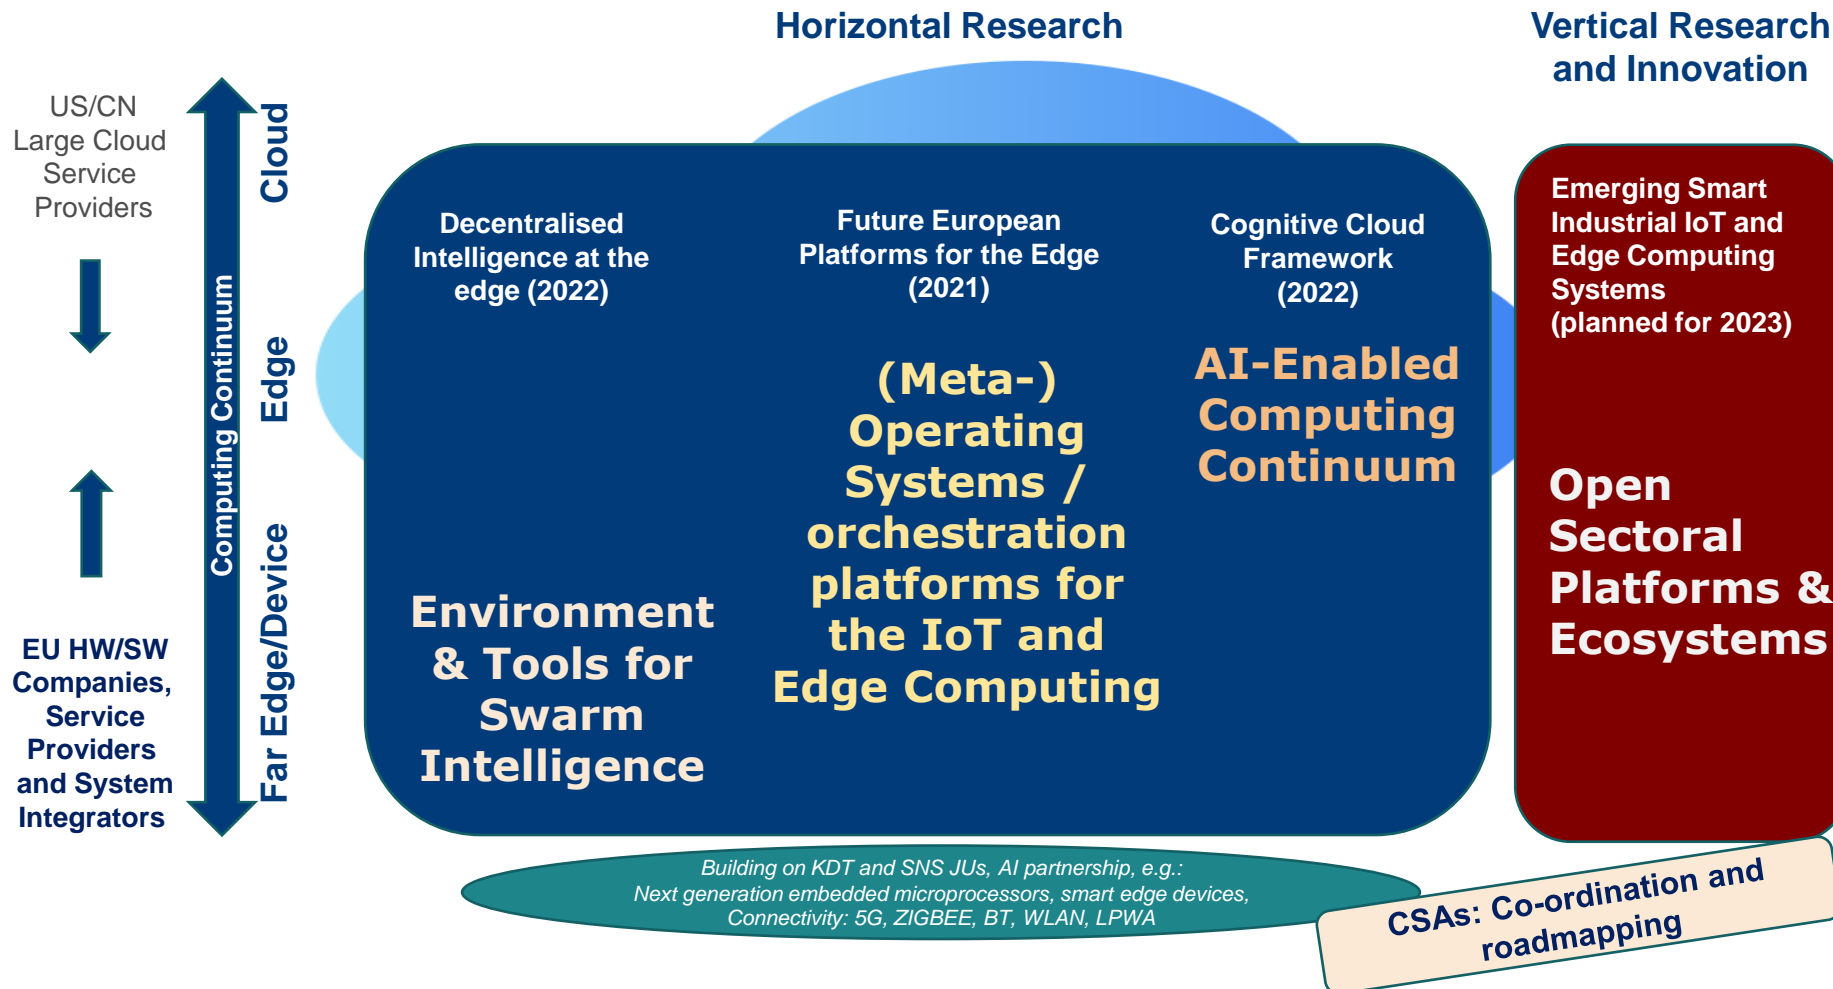 Horizontal Research
Vertical Research
and Innovation
US/CN
Large Cloud
Service
Providers
EU HW/SW
Companies,
Service
Providers
and System
Integrators
Computing Continuum
Cloud
Edge
Far Edge/Device
Decentralised
Intelligence at the
edge (2022)
Environment
& Tools for
Swarm
Intelligence
Future European
Platforms for the Edge
(2021)
(Meta-)
Operating
Systems /
orchestration
platforms for
the IoT and
Edge Computing
Cognitive Cloud
Framework
(2022)
AI-Enabled
Computing
Continuum
Emerging Smart
Industrial IoT and
Edge Computing
Systems
(planned for 2023)
Open
Sectoral
Platforms &
Ecosystems
Building on KDT and SNS JUs, AI partnership, e.g.:
Next generation embedded microprocessors, smart edge devices,
Connectivity: 5G, ZIGBEE, BT, WLAN, LPWA
CSAs: Co-ordination and
roadmapping